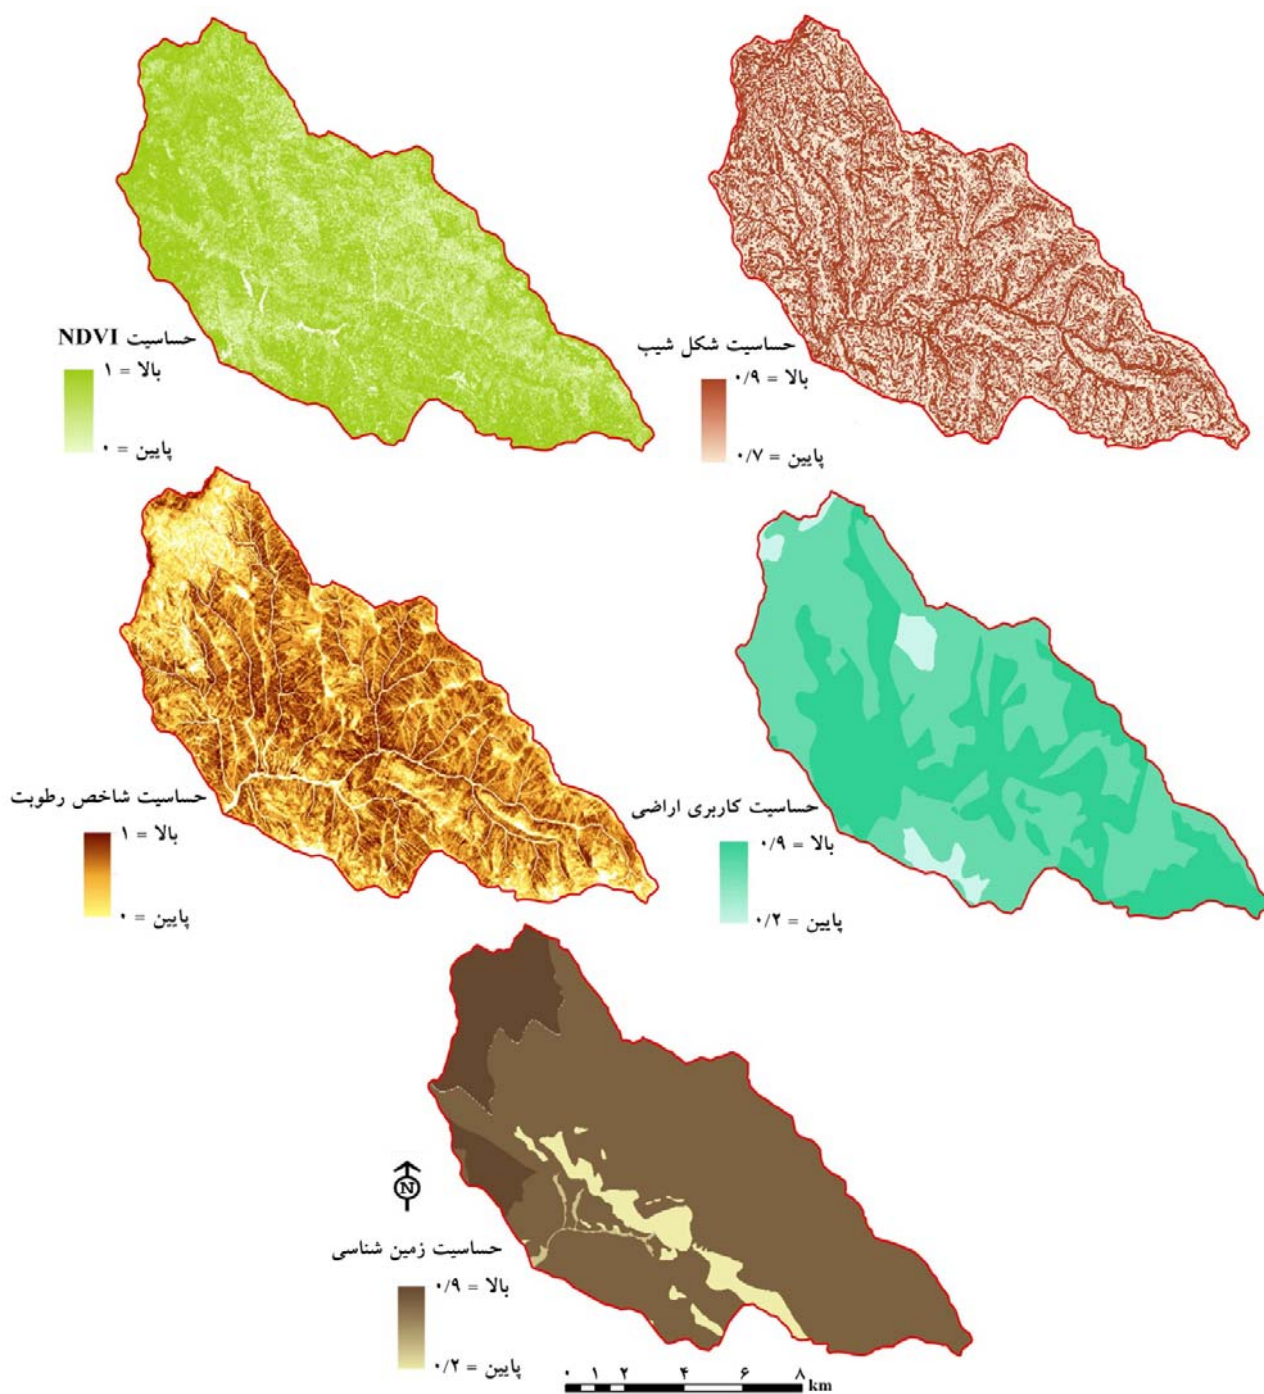 حساسیت NDVI
بالا = ۱
پایین = ۰
حساسیت شکل شیب
بالا = ۰/۹
پایین = ۰/۷
حساسیت شاخص رطوبت
بالا = ۱
پایین = ۰
حساسیت کاربری اراضی
بالا = ۰/۹
پایین = ۰/۲
N
حساسیت زمین شناسی
بالا = ۰/۹
پایین = ۰/۲
۰ ۱ ۲ ۴ ۶ ۸
km